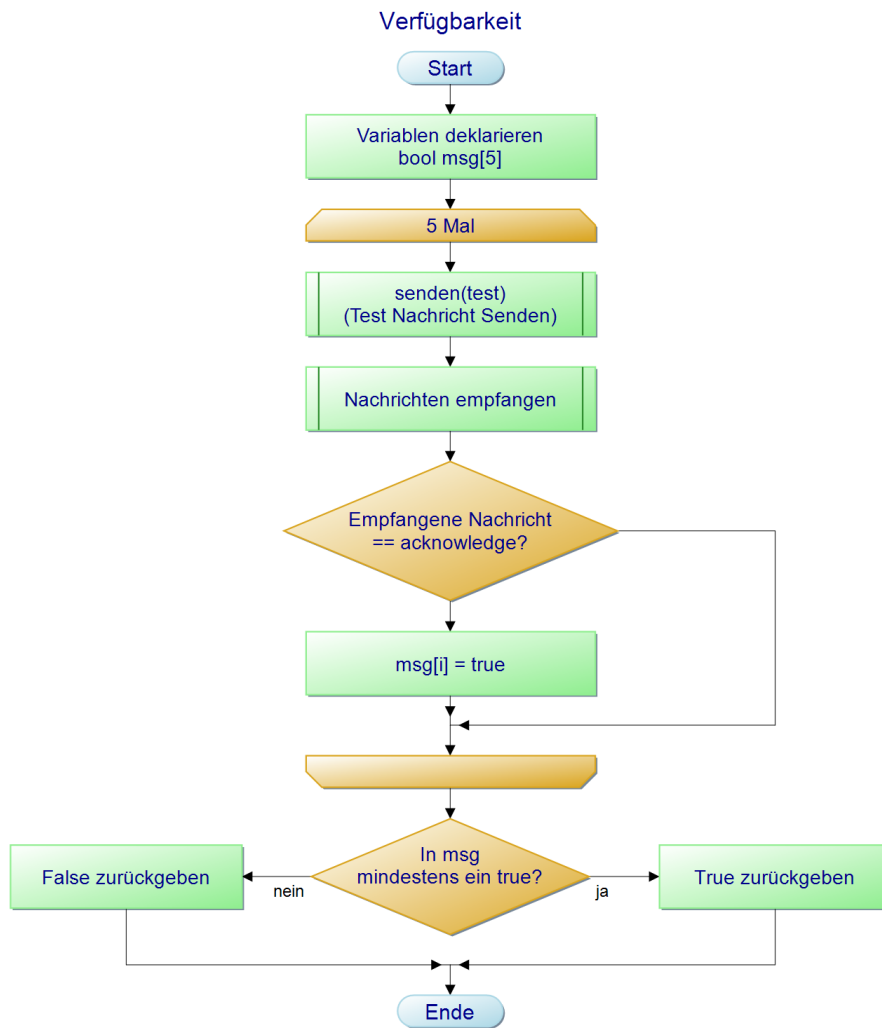 Verfügbarkeit
Start
Variablen deklarieren
bool msg[5]
5 Mal
senden(test)
(Test Nachricht Senden)
Nachrichten empfangen
Empfangene Nachricht
== acknowledge?
msg[i] = true
In msg
mindestens ein true?
False zurückgeben
nein
ja
True zurückgeben
Ende